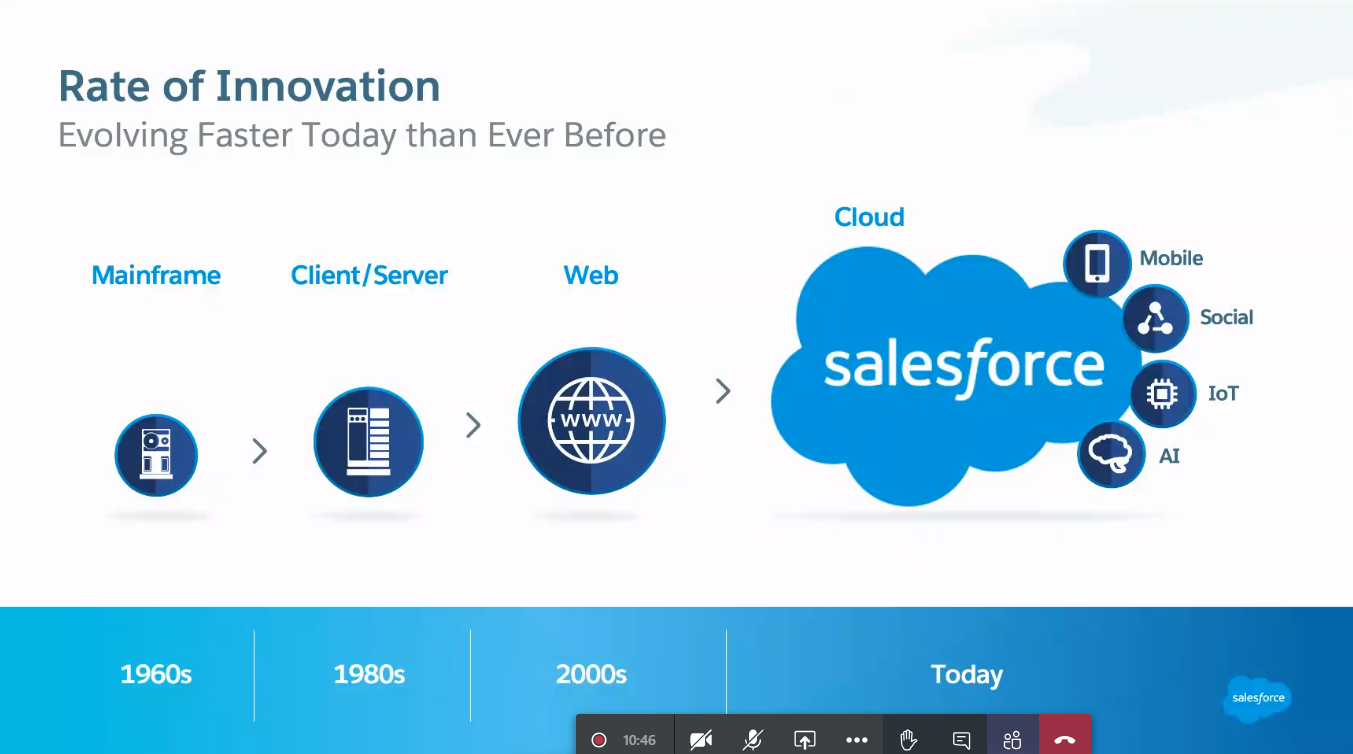 Rate of Innovation
Evolving Faster Today than Ever Before
Cloud
Mainframe
Client/Server
Web
Mobile
Social
IoT
AI
salesforce
www
1960s
1980s
2000s
Today
salesforce
10:46